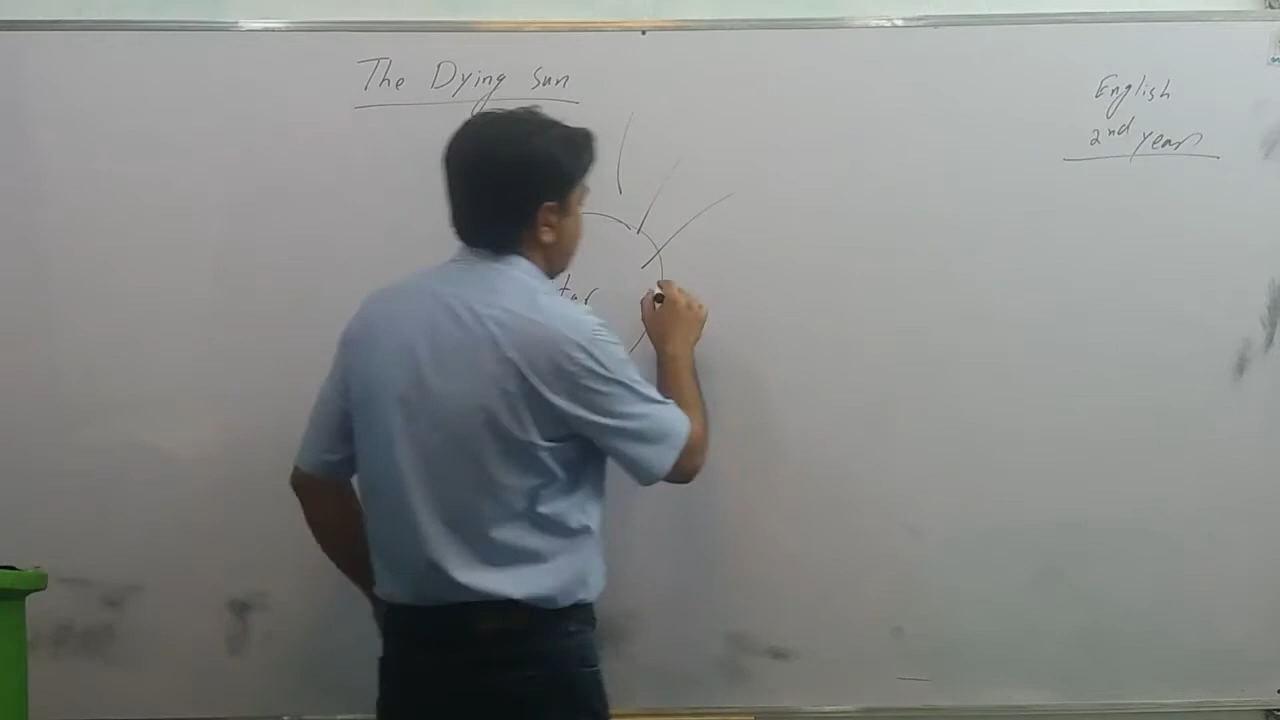 The Dying Sun
English
2nd year